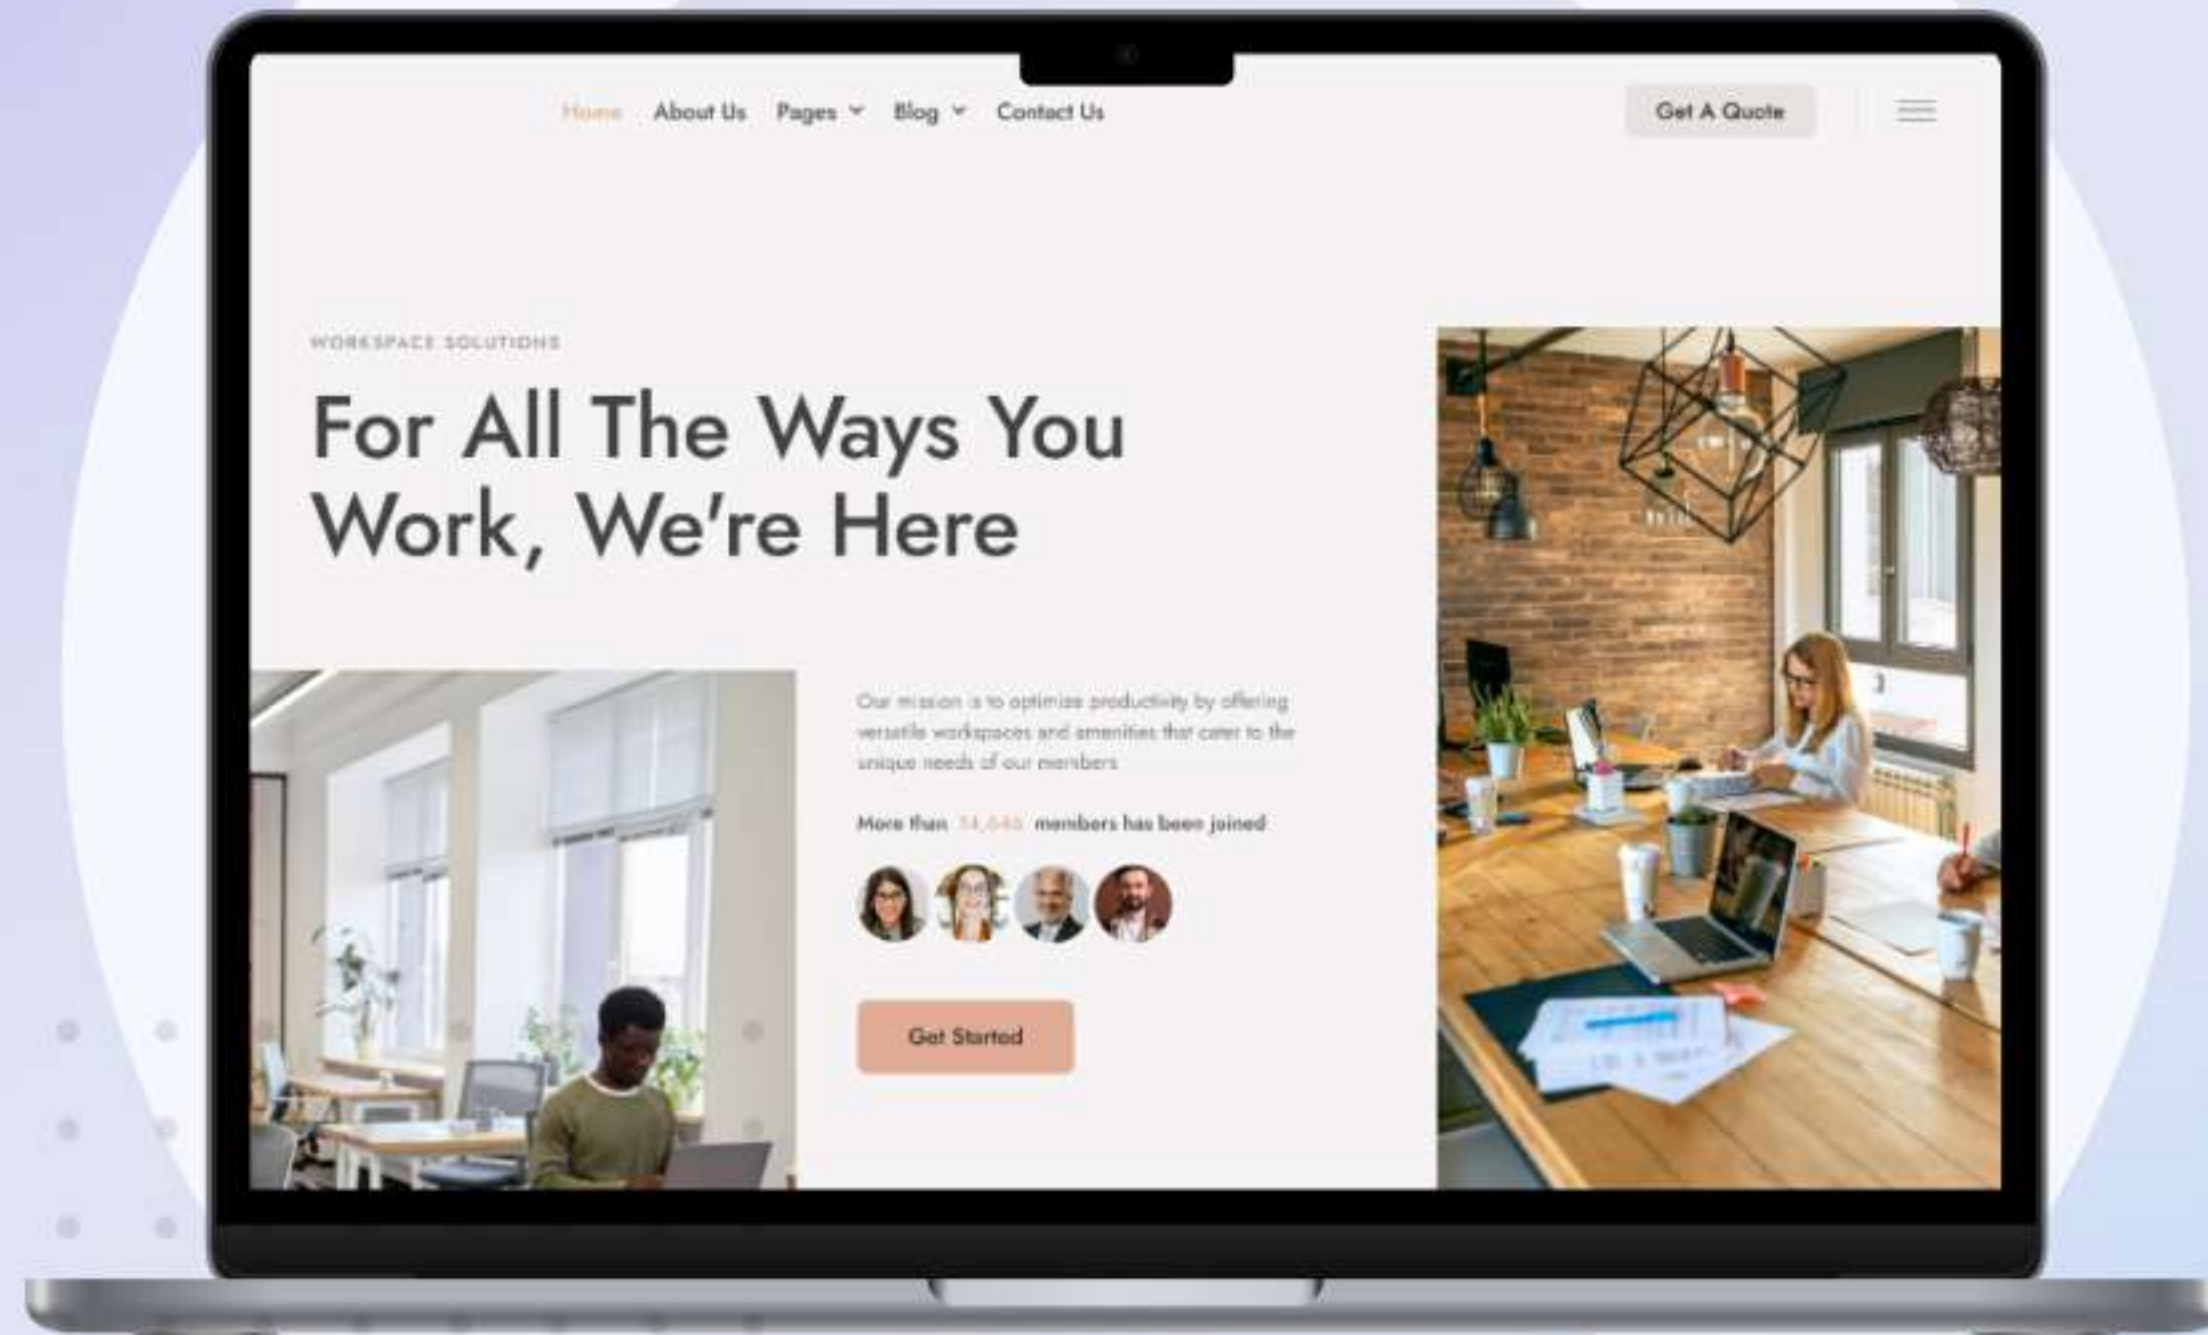 Home About Us Pages Blog Contact Us
Get A Quote
WORKSPACE SOLUTIONS
For All The Ways You
Work, We're Here
Our mission is to optimize productivity by offering
versatile workspaces and amenities that cater to the
unique needs of our members
More than 14,646 members has been joined
Get Started